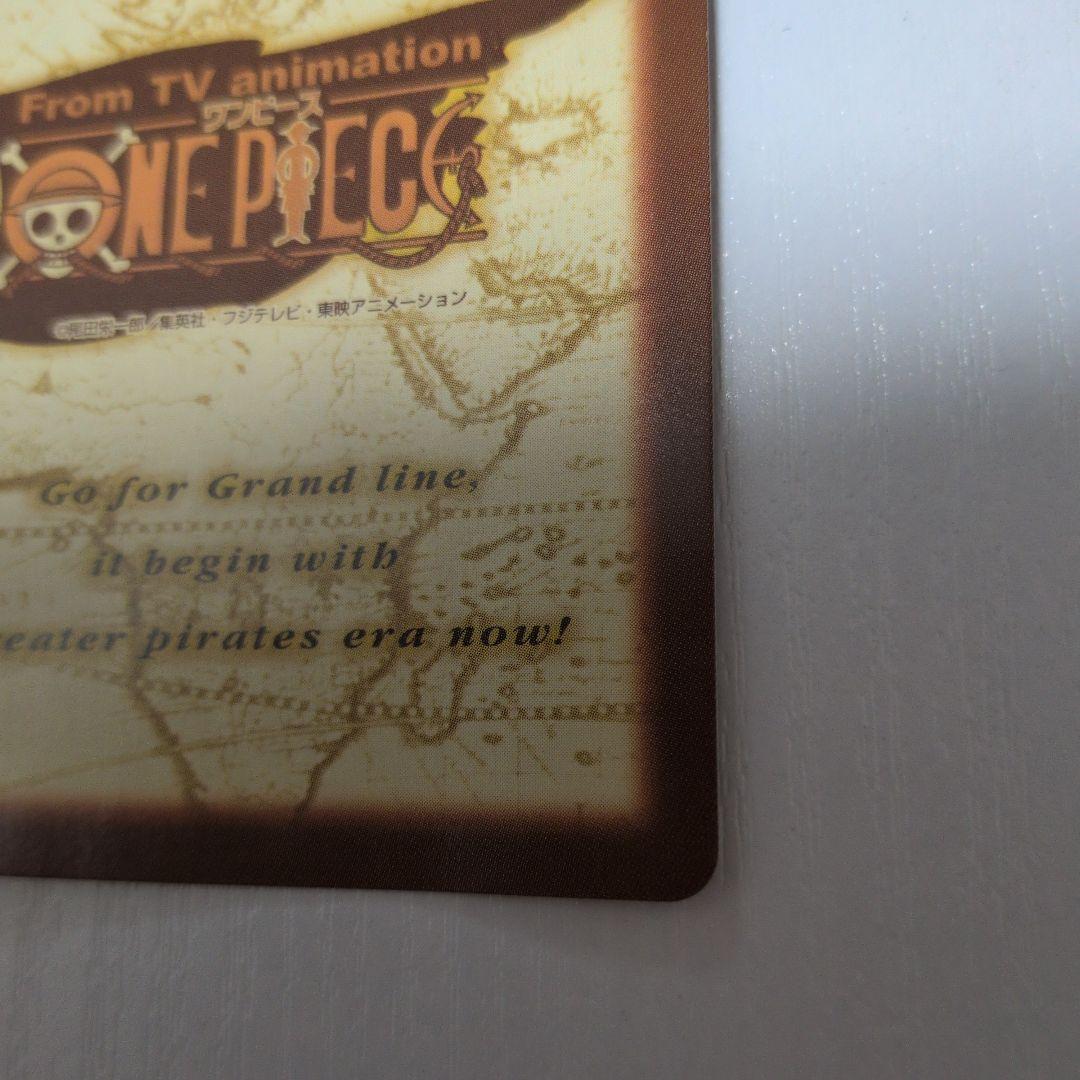 From TV animation
ワンピース
ONE PIECE
©尾田栄一郎／集英社・フジテレビ・東映アニメーション
Go for Grand line,
it begin with
eater pirates era now!